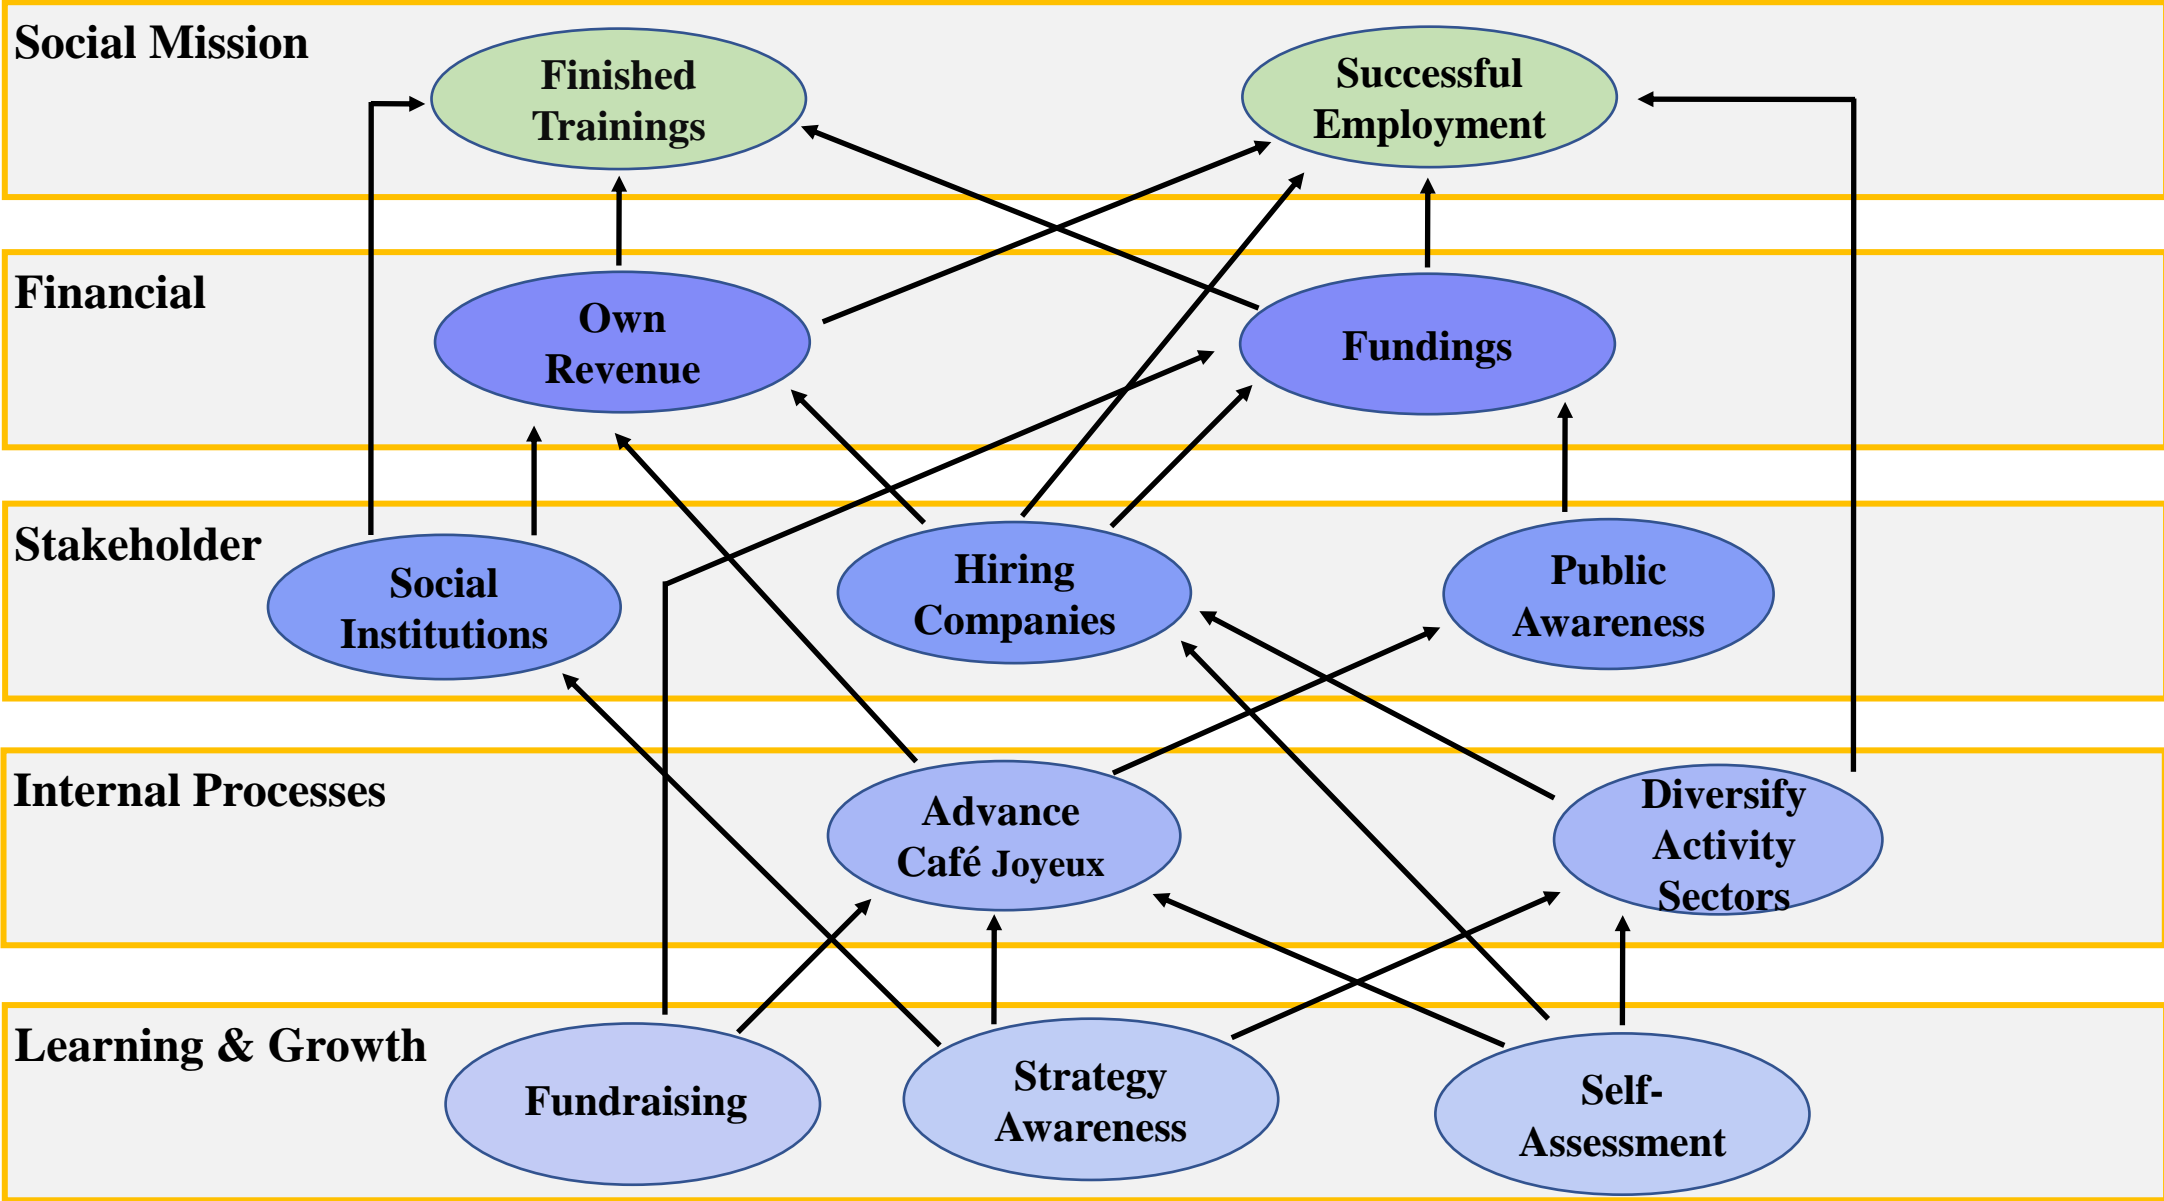 Social Mission
Finished
Trainings
Successful
Employment
Financial
Own
Revenue
Fundings
Stakeholder
Social
Institutions
Hiring
Companies
Public
Awareness
Internal Processes
Advance
Café Joyeux
Diversify
Activity
Sectors
Learning & Growth
Fundraising
Strategy
Awareness
Self-
Assessment